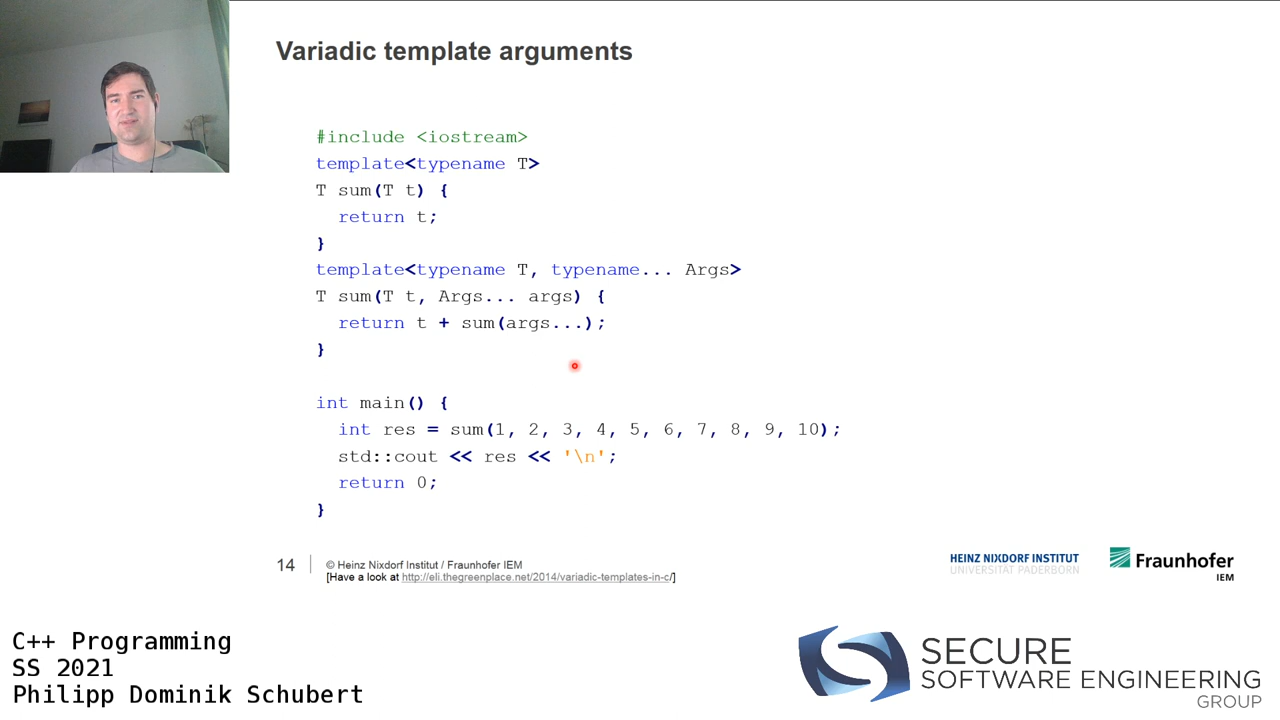 Variadic template arguments
#include <iostream>
template<typename T>
T sum(T t) {
  return t;
}
template<typename T, typename... Args>
T sum(T t, Args... args) {
  return t + sum(args...);
}
int main() {
  int res = sum(1, 2, 3, 4, 5, 6, 7, 8, 9, 10);
  std::cout << res << '\n';
  return 0;
}
14
© Heinz Nixdorf Institut / Fraunhofer IEM
[Have a look at http://eli.thegreenplace.net/2014/variadic-templates-in-c/]
HEINZ NIXDORF INSTITUT
UNIVERSITÄT PADERBORN
Fraunhofer
IEM
C++ Programming
SS 2021
Philipp Dominik Schubert
SECURE
SOFTWARE ENGINEERING
GROUP